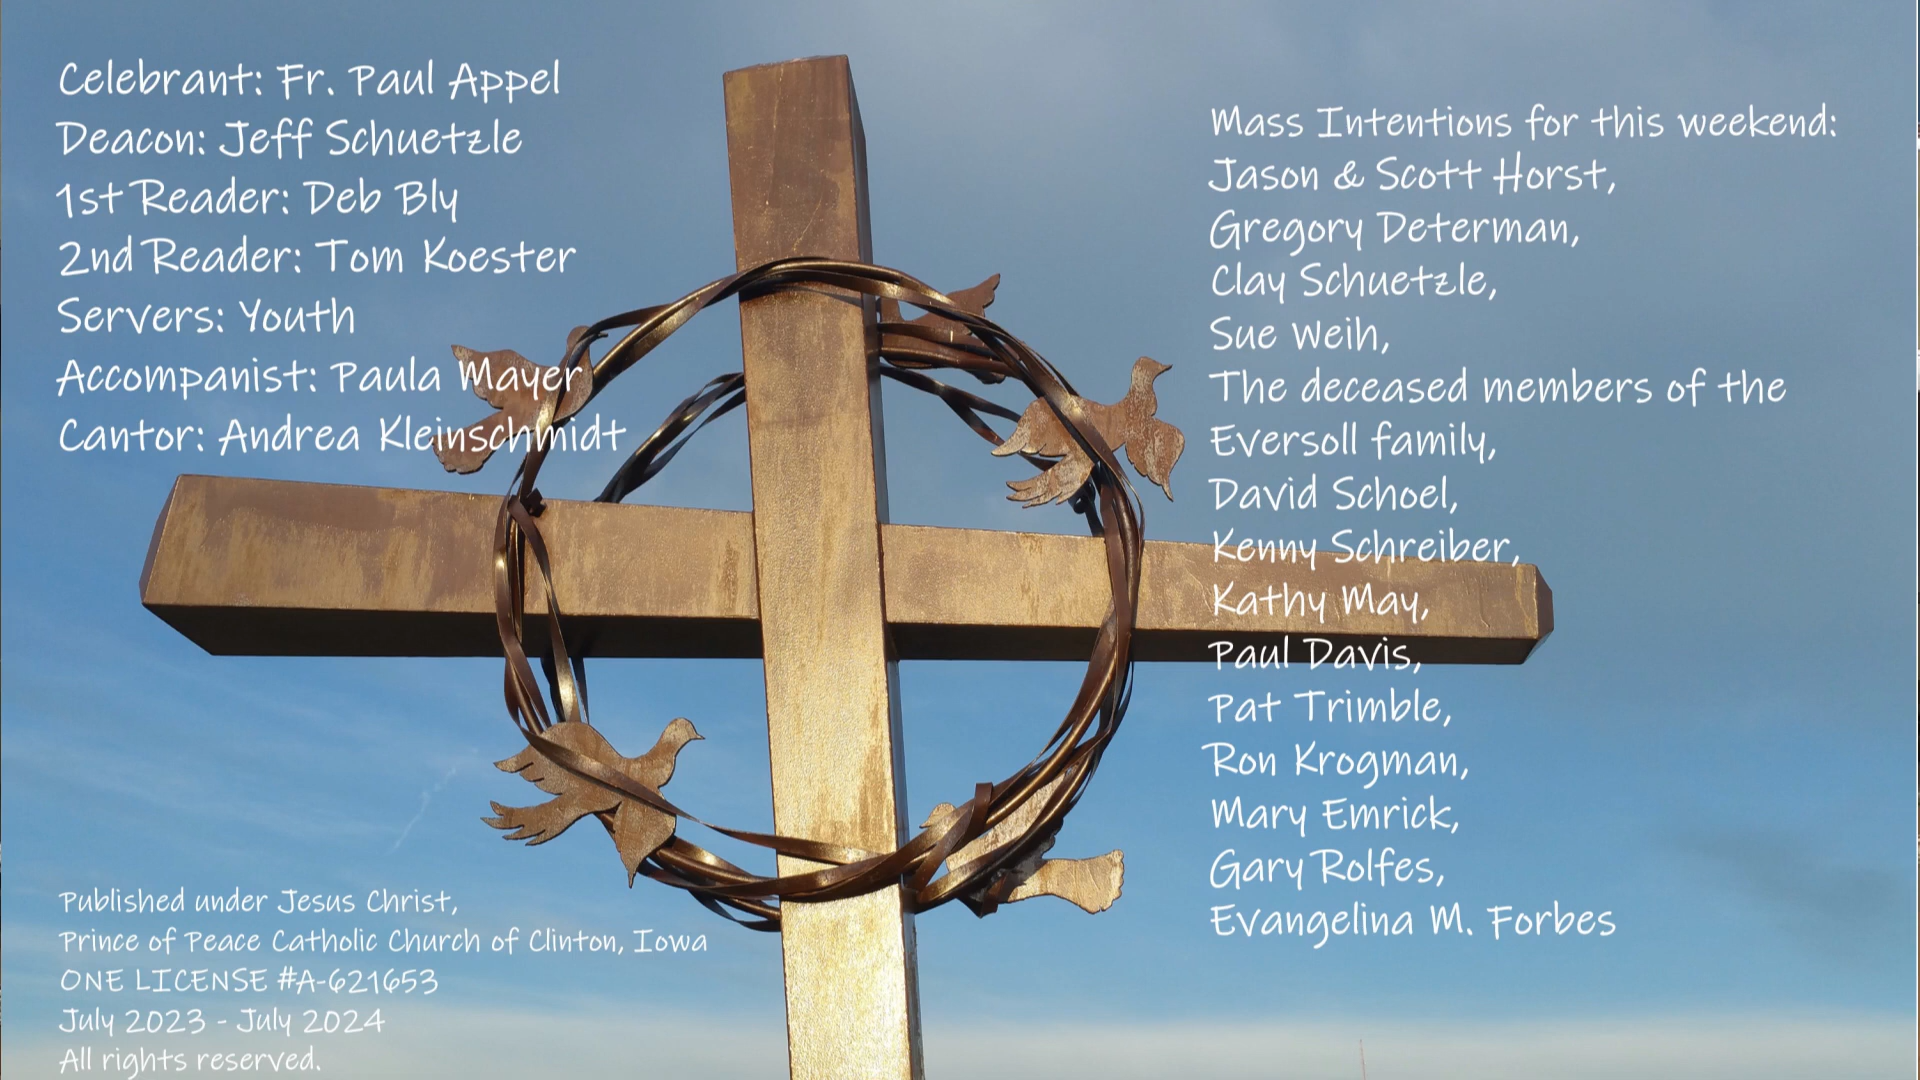 Celebrant: Fr. Paul Appel
Deacon: Jeff Schuetzle
1st Reader: Deb Bly
2nd Reader: Tom Koester
Servers: Youth
Accompanist: Paula Mayer
Cantor: Andrea Kleinschmidt
Published under Jesus Christ,
Prince of Peace Catholic Church of Clinton, Iowa
ONE LICENSE #A-621653
July 2023 - July 2024
All rights reserved.
Mass Intentions for this weekend:
Jason & Scott Horst,
Gregory Determan,
Clay Schuetzle,
Sue Weih,
The deceased members of the
Eversoll family,
David Schoel,
Kenny Schreiber,
Kathy May,
Paul Davis,
Pat Trimble,
Ron Krogman,
Mary Emrick,
Gary Rolfes,
Evangelina M. Forbes